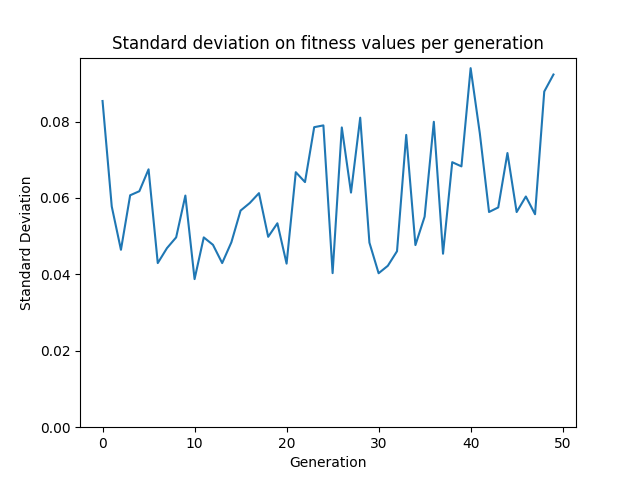 Standard deviation on fitness values per generation
Standard Deviation
0.08
0.06
0.04
0.02
0.00
0 10 20 30 40 50
Generation